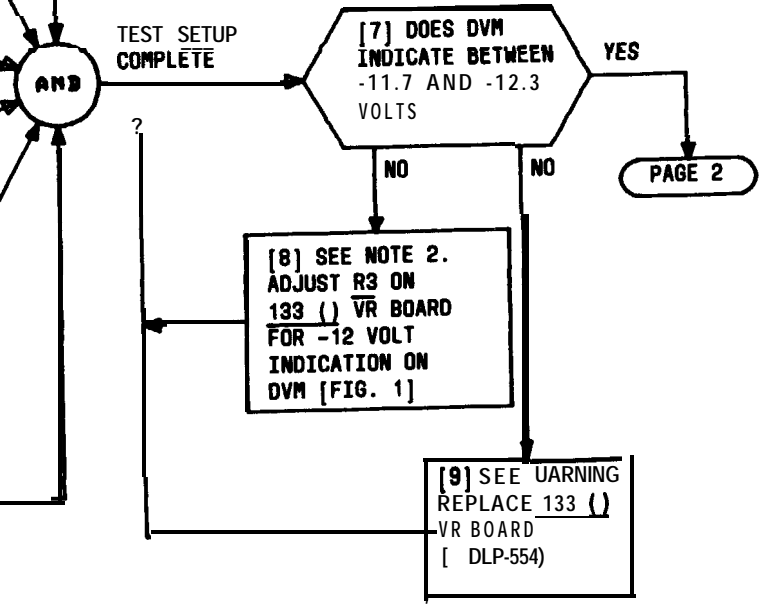 TEST SETUP
COMPLETE
AND
?
[7] DOES DVM
INDICATE BETWEEN
-11.7 AND -12.3
VOLTS
YES
PAGE 2
NO
NO
[8] SEE NOTE 2.
ADJUST R3 ON
133 () VR BOARD
FOR -12 VOLT
INDICATION ON
DVM [FIG. 1]
[9] SEE UARNING
REPLACE 133 ()
VR BOARD
[ DLP-554)